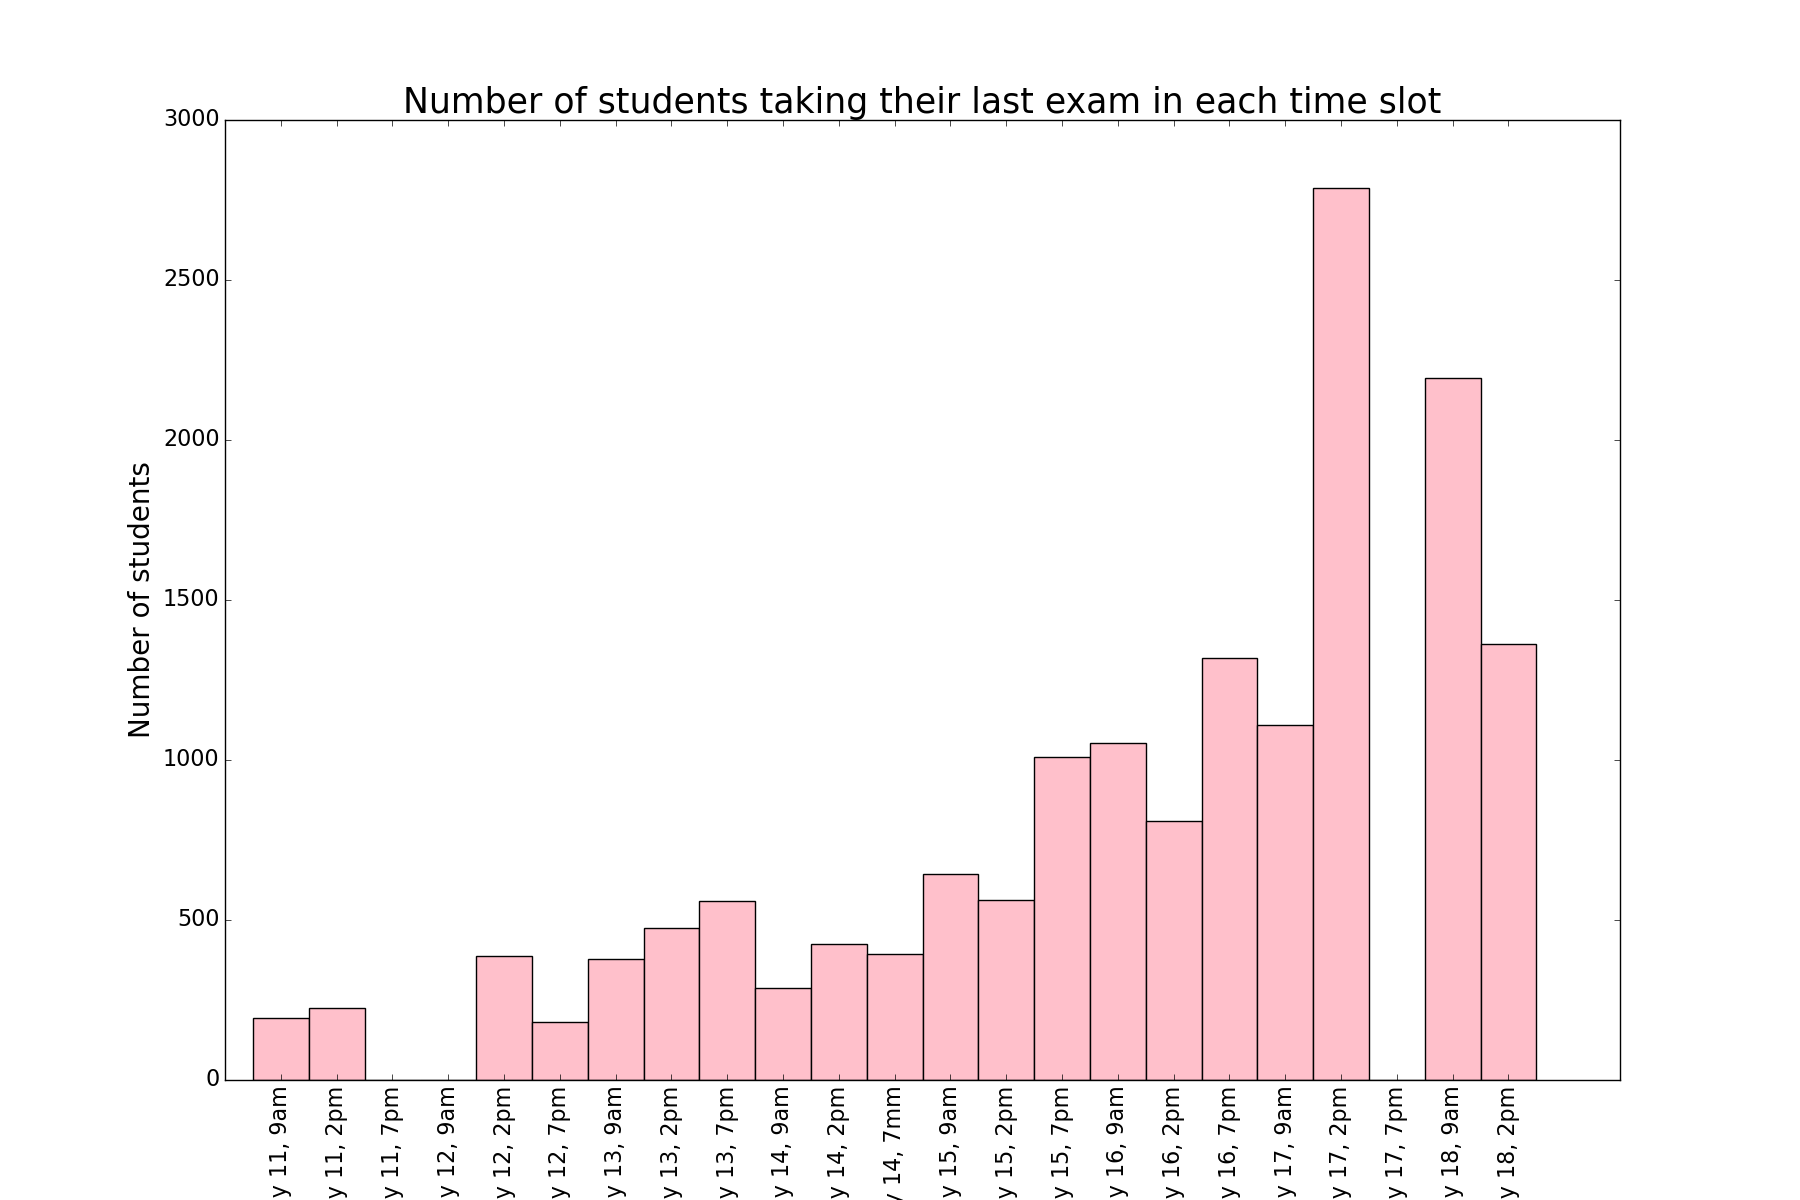 Number of students taking their last exam in each time slot
3000
2500
2000
1500
1000
500
0
Number of students
y 11, 9am
y 11, 2pm
y 11, 7pm
y 12, 9am
y 12, 2pm
y 12, 7pm
y 13, 9am
y 13, 2pm
y 13, 7pm
y 14, 9am
y 14, 2pm
y 14, 7mm
y 15, 9am
y 15, 2pm
y 15, 7pm
y 16, 9am
y 16, 2pm
y 16, 7pm
y 17, 9am
y 17, 2pm
y 17, 7pm
y 18, 9am
y 18, 2pm